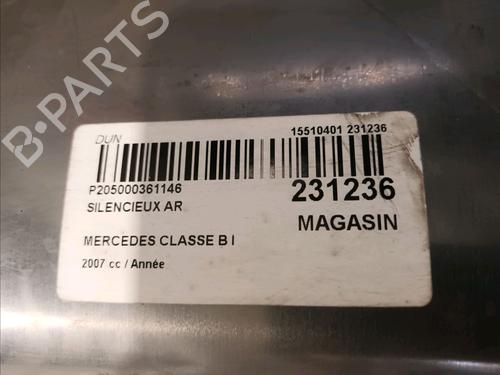 B-PARTS
DUN
15510401 231236
P205000361146
231236
SILENCIEUX AR
MAGASIN
MERCEDES CLASSE B I
2007 cc / Année